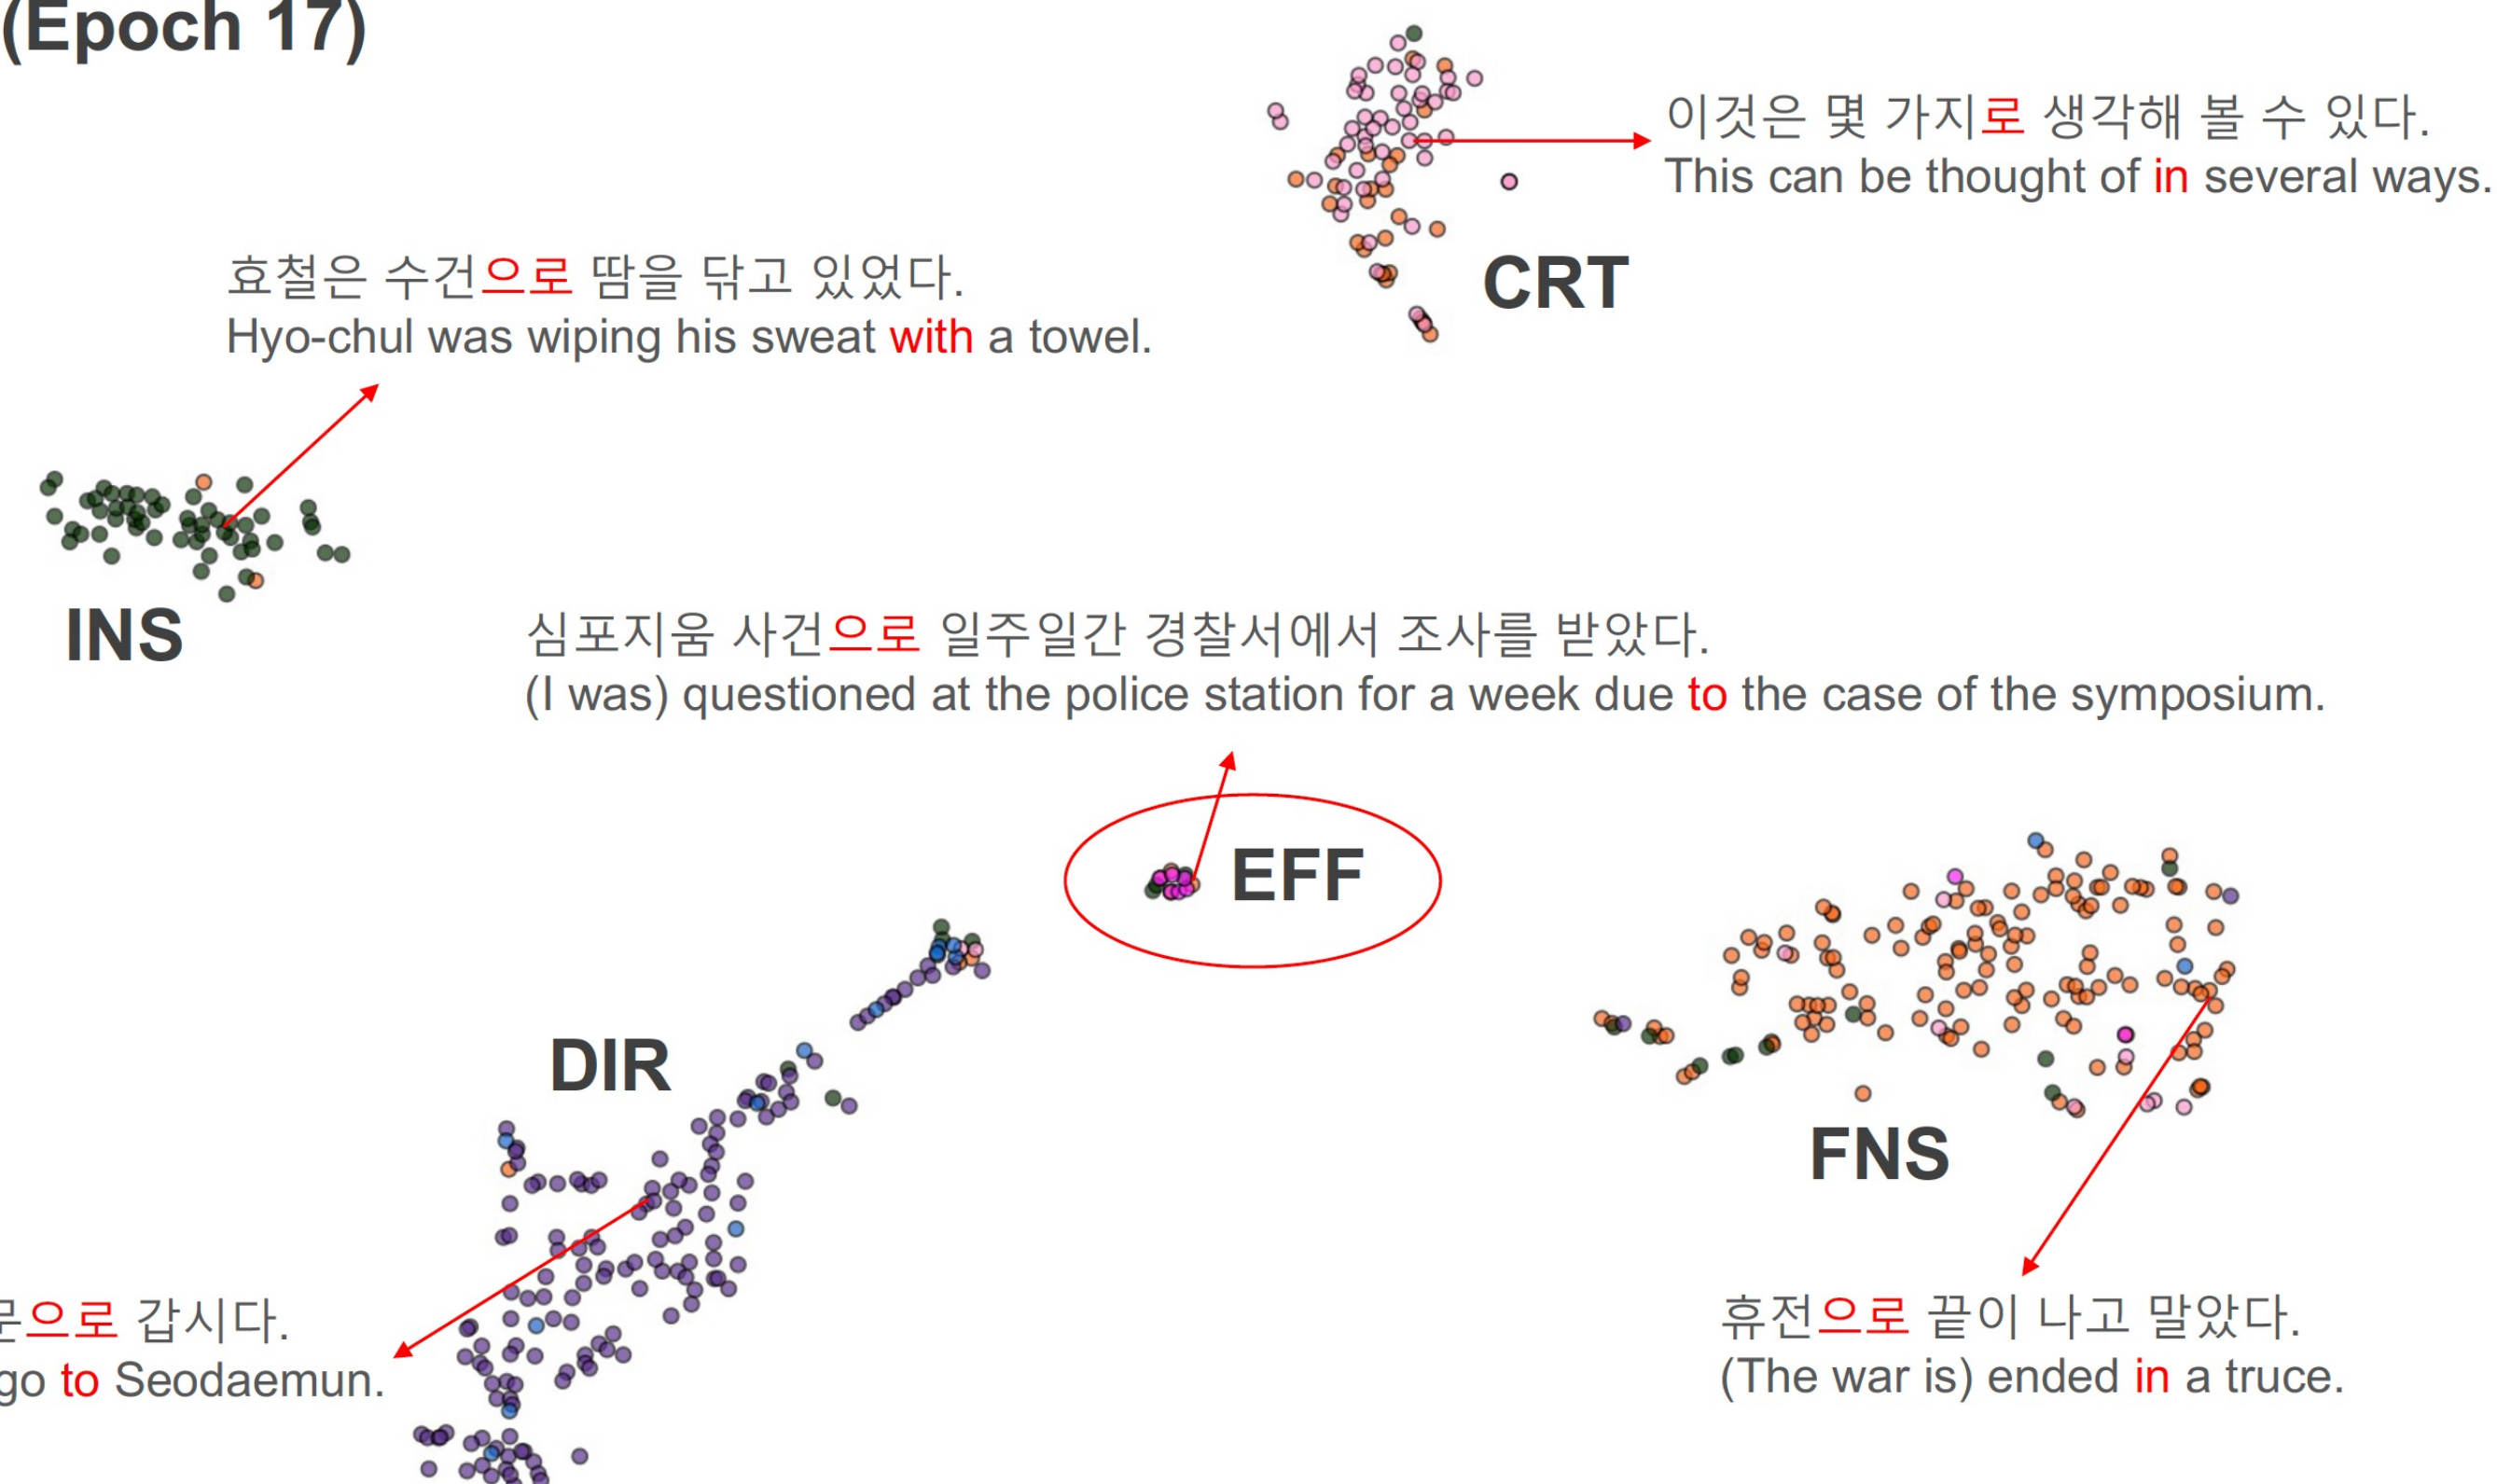 (Epoch 17)
이것은 몇 가지로 생각해 볼 수 있다.
This can be thought of in several ways.
CRT
효철은 수건으로 땀을 닦고 있었다.
Hyo-chul was wiping his sweat with a towel.
INS
심포지움 사건으로 일주일간 경찰서에서 조사를 받았다.
(I was) questioned at the police station for a week due to the case of the symposium.
EFF
DIR
FNS
으로 갑시다.
go to Seodaemun.
휴전으로 끝이 나고 말았다.
(The war is) ended in a truce.